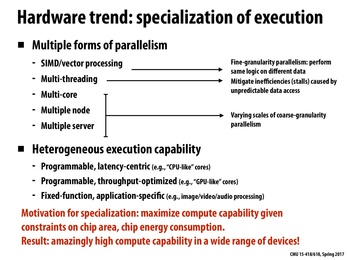 Hardware trend: specialization of execution
■ Multiple forms of parallelism
- SIMD/vector processing
Fine-granularity parallelism: perform
same logic on different data
- Multi-threading
Mitigate inefficiencies (stalls) caused by
unpredictable data access
- Multi-core
- Multiple node
Varying scales of coarse-granularity
parallelism
- Multiple server
■ Heterogeneous execution capability
- Programmable, latency-centric (e.g., “CPU-like” cores)
- Programmable, throughput-optimized (e.g., “GPU-like” cores)
- Fixed-function, application-specific (e.g., image/video/audio processing)
Motivation for specialization: maximize compute capability given
constraints on chip area, chip energy consumption.
Result: amazingly high compute capability in a wide range of devices!
CMU 15-418/618, Spring 2017